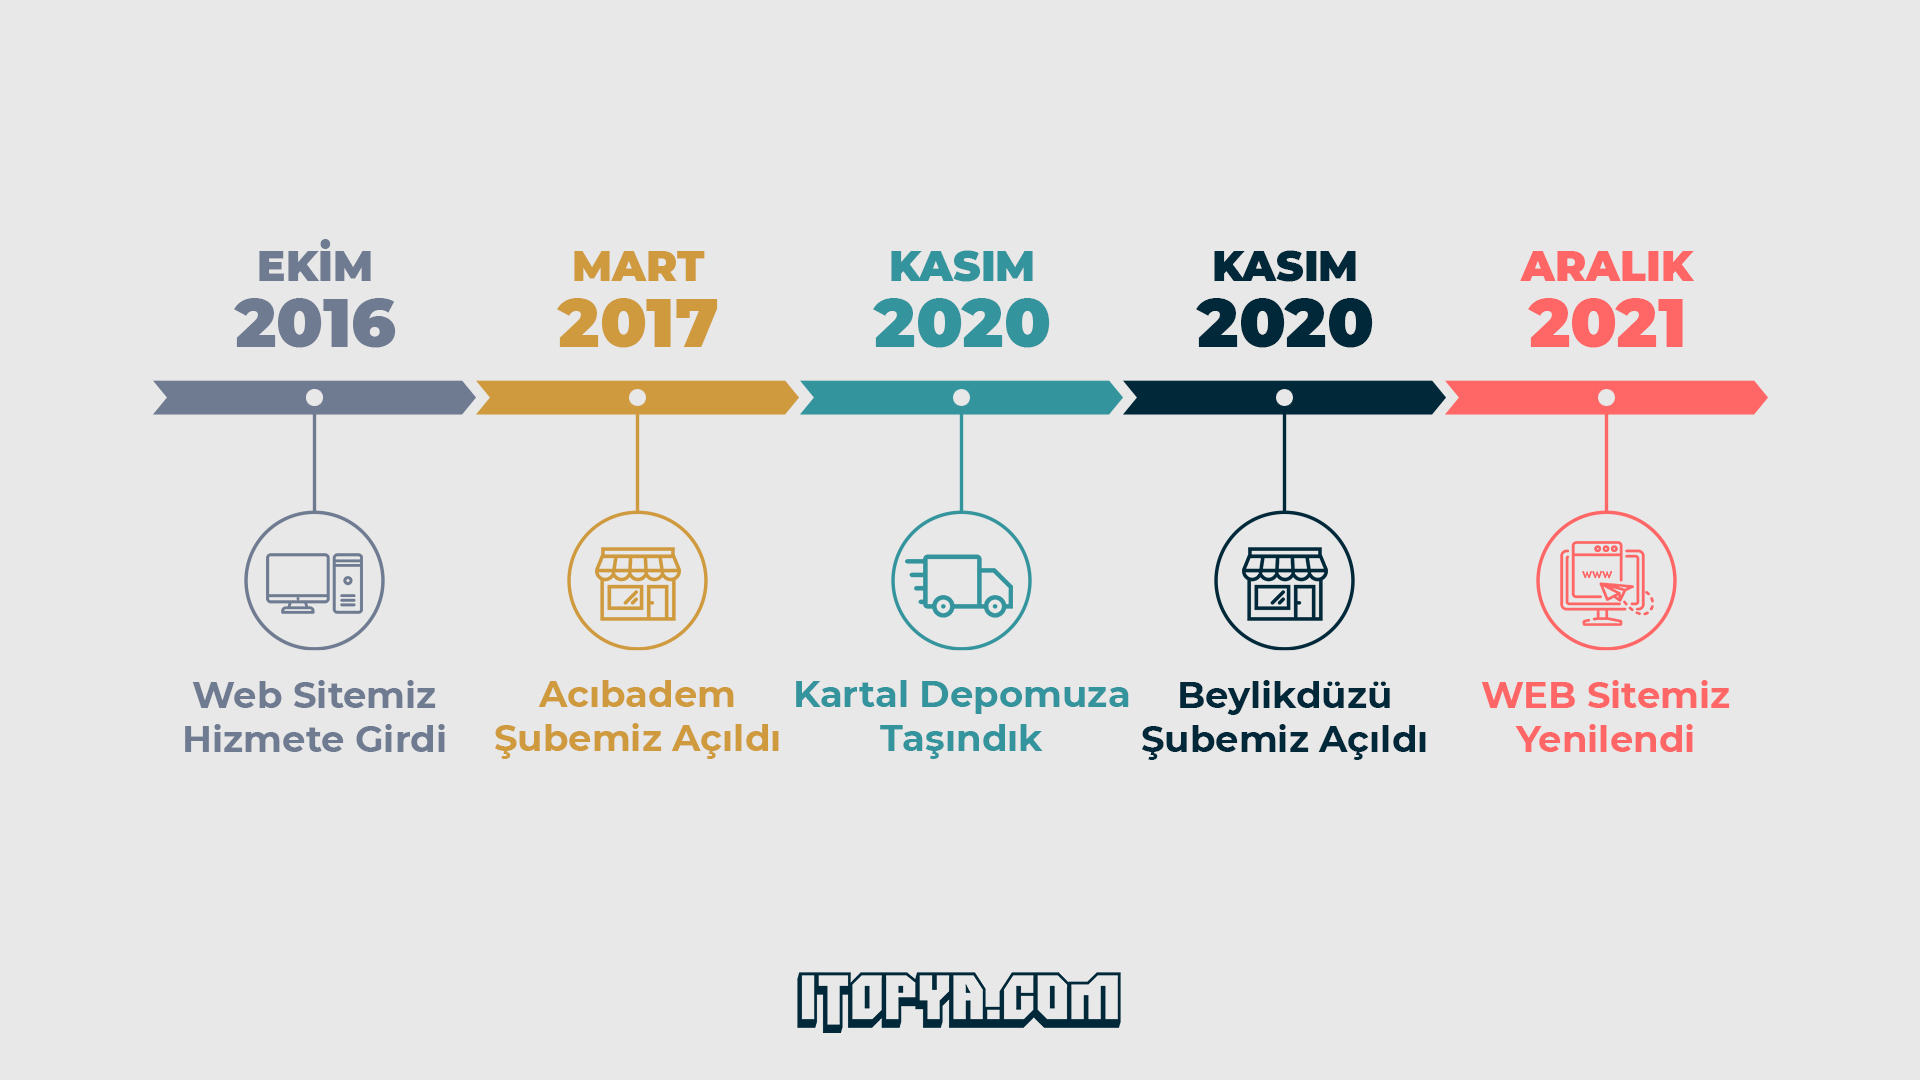 EKİM
2016
MART
2017
KASIM
2020
KASIM
2020
ARALIK
2021
WWW
Web Sitemiz
Hizmete Girdi
Acıbadem
Şubemiz Açıldı
Kartal Depomuza
Taşındık
Beylikdüzü
Şubemiz Açıldı
WEB Sitemiz
Yenilendi
ITOPYA.COM